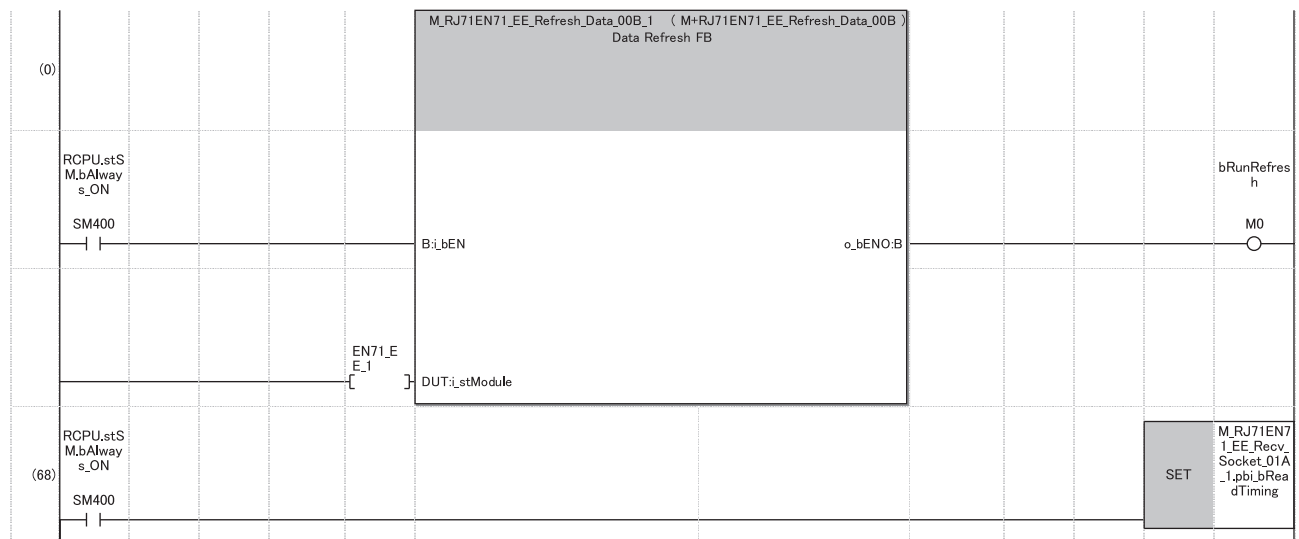 M_RJ71EN71_EE_Refresh_Data_00B_1 ( M+RJ71EN71_EE_Refresh_Data_00B )
Data Refresh FB
(0)
RCPU.stS
M.bAlway
s_ON
bRunRefres
h
SM400
M0
B:i_bEN
o_bENO:B
EN71_E
E_1
DUT:i_stModule
RCPU.stS
M.bAlway
s_ON
(68)
SM400
SET
M_RJ71EN7
1_EE_Recv_
Socket_01A
_1.pbi_bRea
dTiming